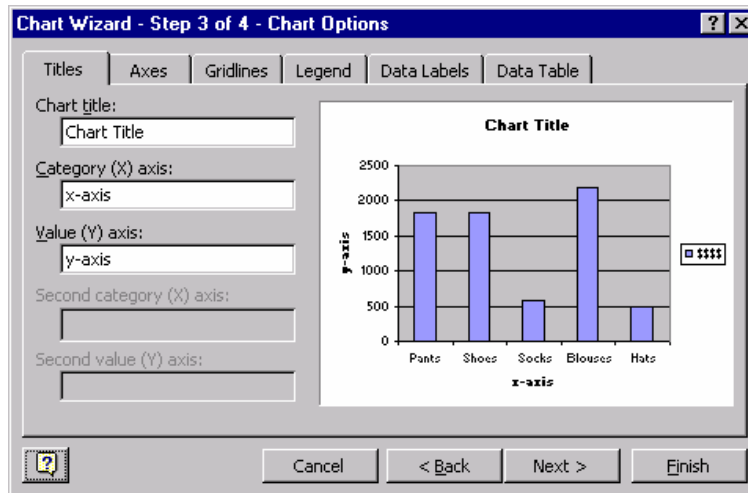 Chart Wizard - Step 3 of 4 - Chart Options
? X
Titles Axes Gridlines Legend Data Labels Data Table
Chart title:
Chart Title
Category (X) axis:
x-axis
Value (Y) axis:
y-axis
Second category (X) axis:
Second value (Y) axis:
Chart Title
2500
2000
1500
1000
500
0
y-axis
Pants Shoes Socks Blouses Hats
x-axis
$$$$
?
Cancel < Back Next > Finish